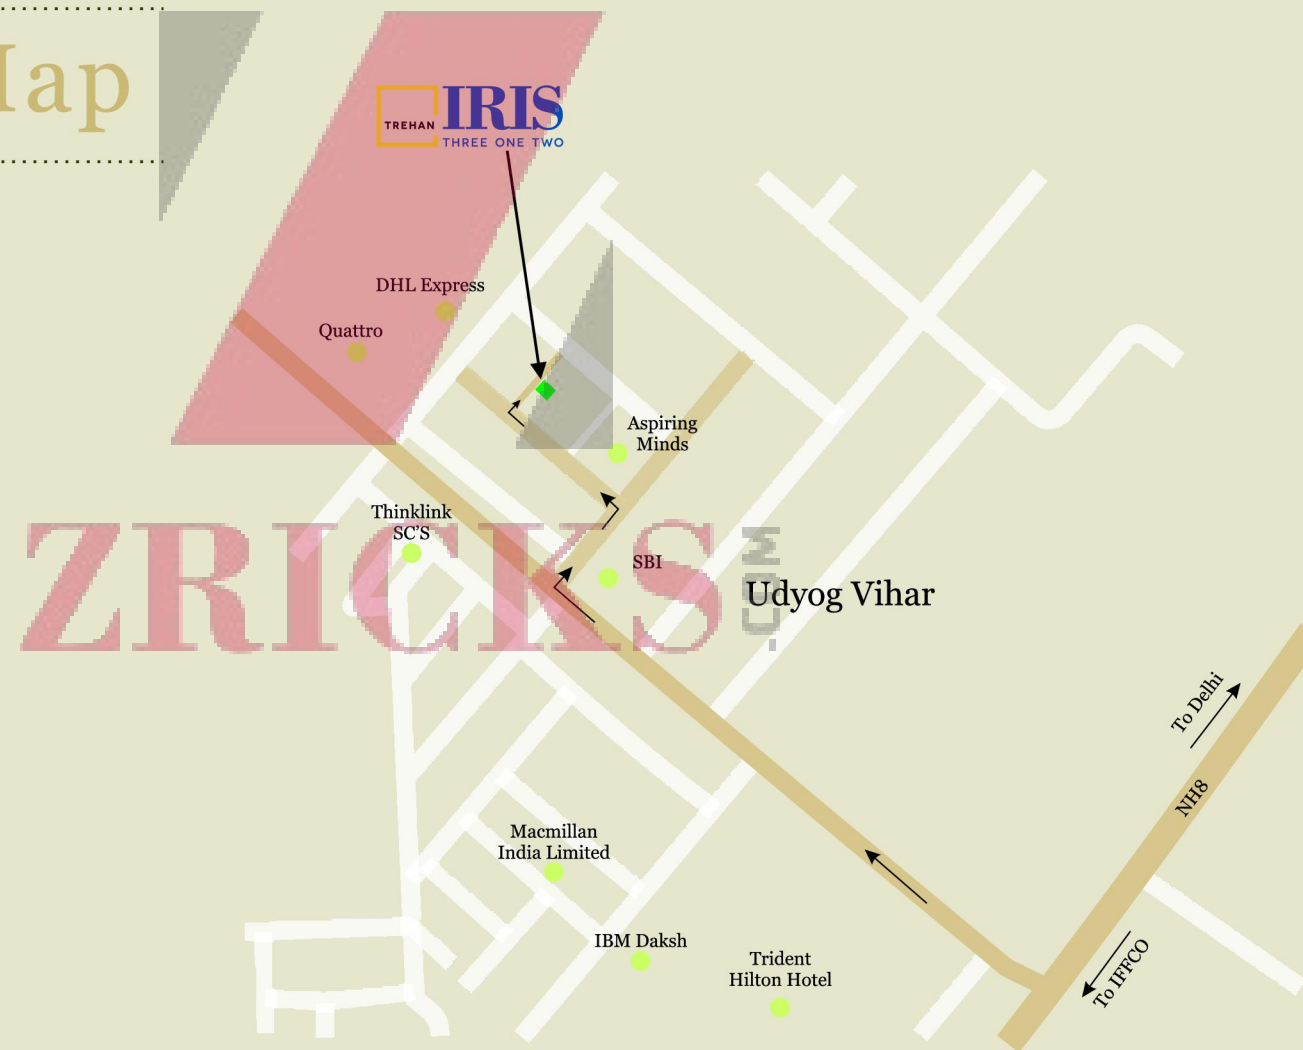 TREHAN
IRIS
THREE ONE TWO
DHL Express
Quattro
Aspiring
Minds
Thinklink
SC'S
SBI
ZRICKS
.COM
Udyog Vihar
To Delhi
NH8
Macmillan
India Limited
IBM Daksh
Trident
Hilton Hotel
To IFFCO